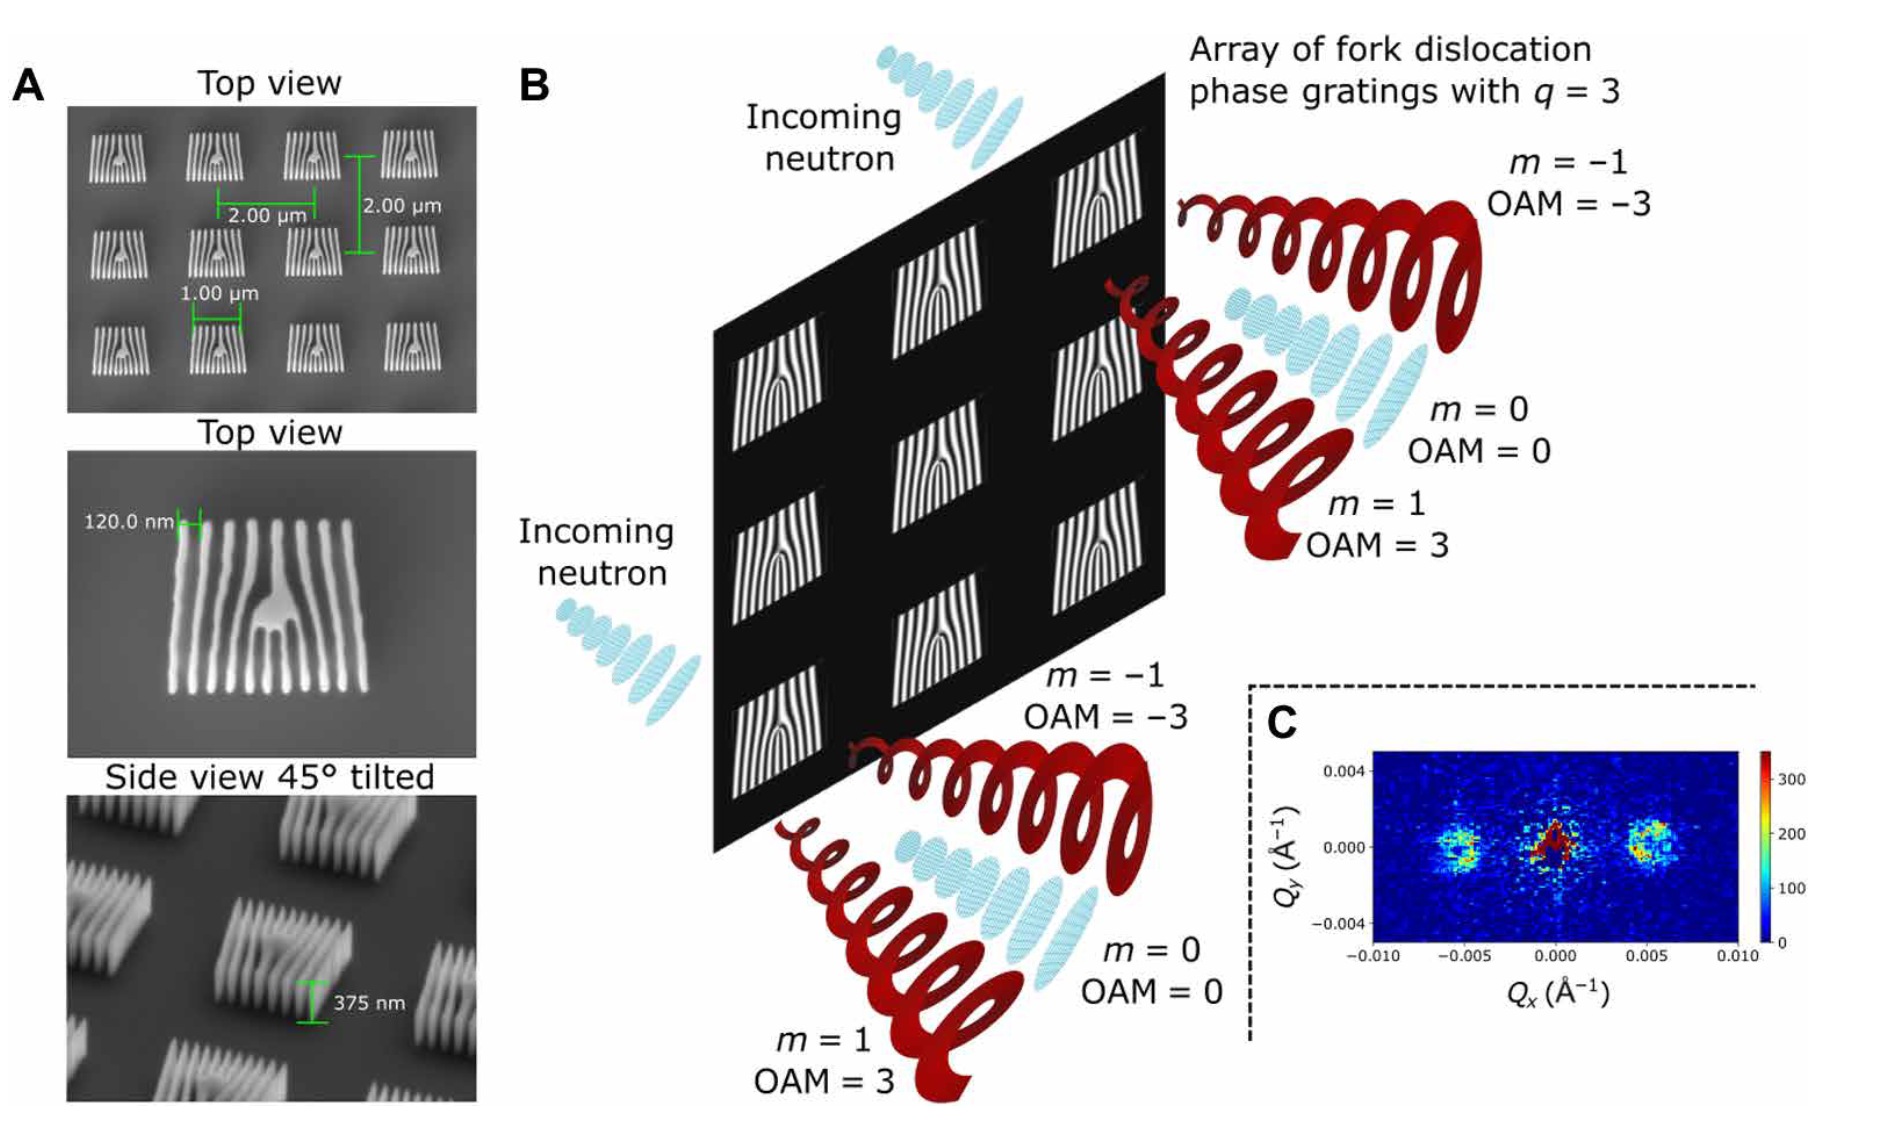 A
Top view
2.00 µm
2.00 µm
1.00 µm
Top view
120.0 nm
Side view 45° tilted
375 nm
B
Incoming
neutron
Array of fork dislocation
phase gratings with q = 3
m = −1
OAM = −3
m = 0
OAM = 0
m = 1
OAM = 3
Incoming
neutron
m = −1
OAM = −3
m = 0
OAM = 0
m = 1
OAM = 3
C
0.004
0.000
−0.004
Qy (Å−1)
−0.010
−0.005
0.000
0.005
0.010
Qx (Å−1)
300
200
100
0